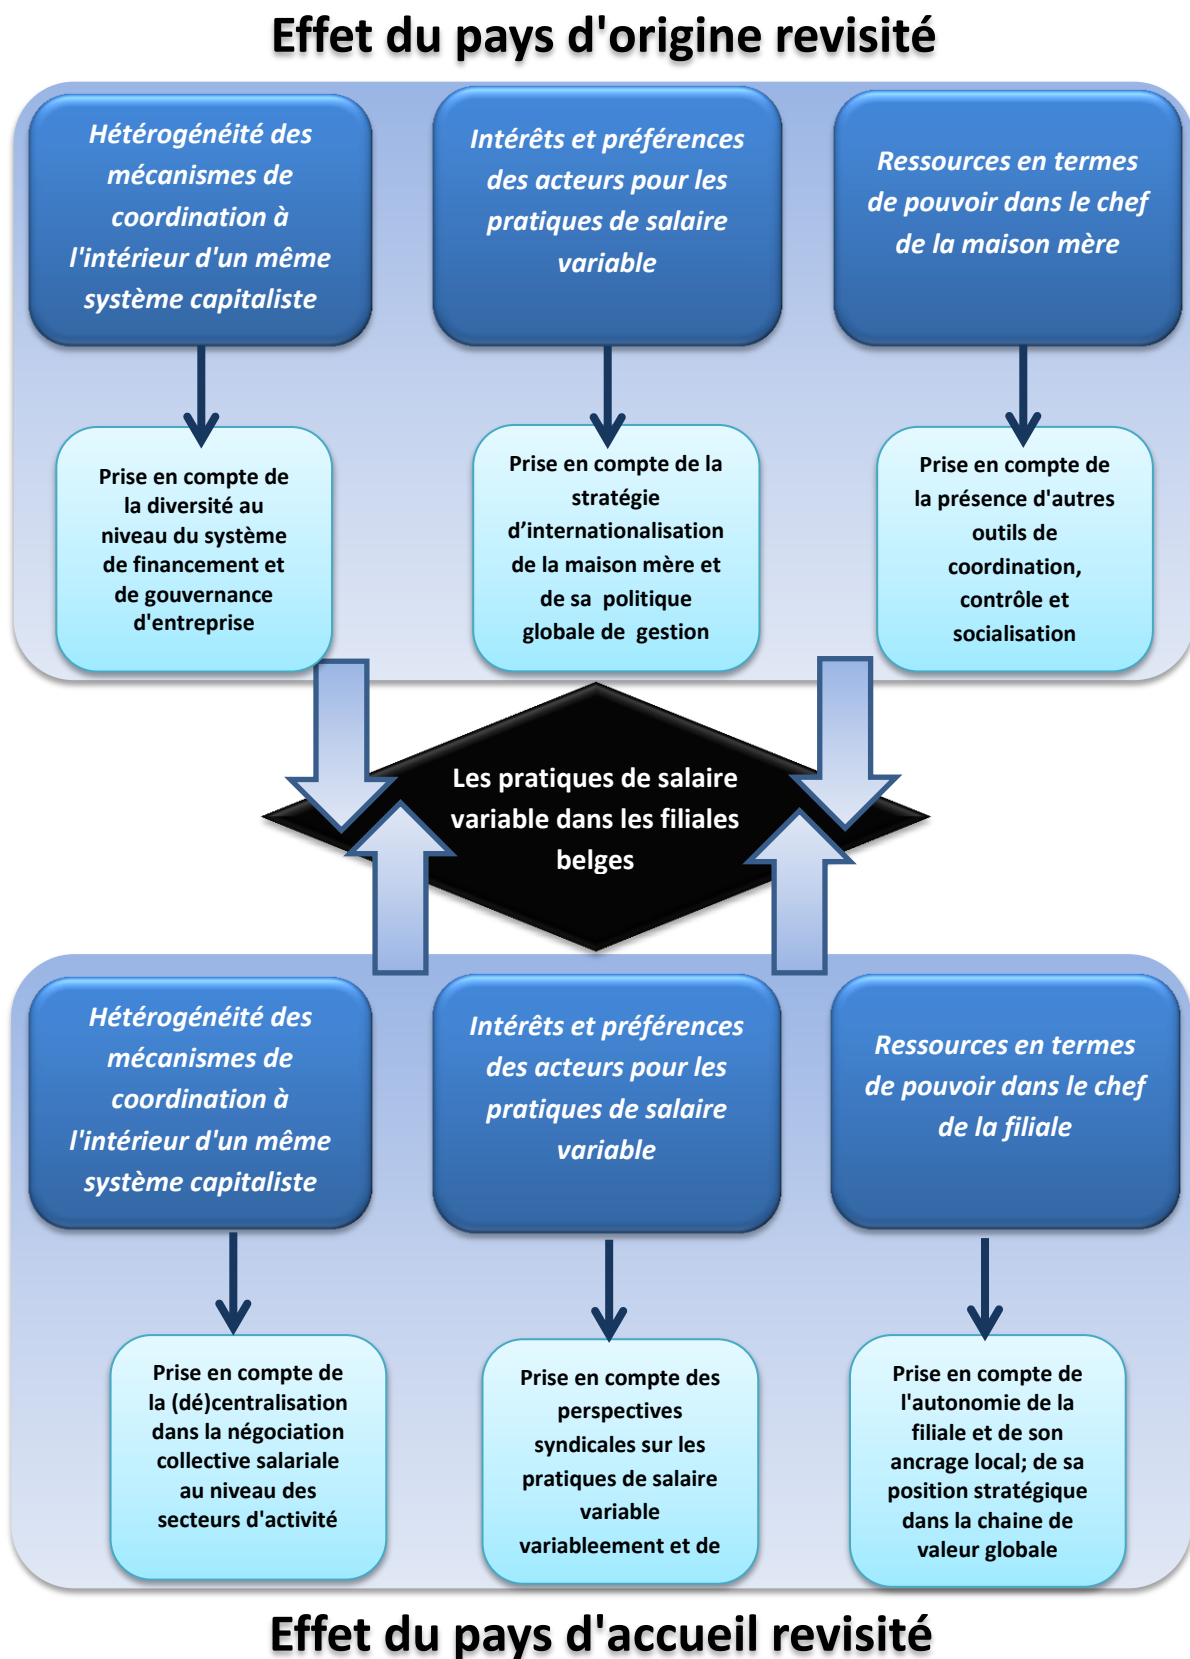 Effet du pays d'origine revisité
Hétérogénéité des
mécanismes de
coordination à
l'intérieur d'un même
système capitaliste
Intérêts et préférences
des acteurs pour les
pratiques de salaire
variable
Ressources en termes
de pouvoir dans le chef
de la maison mère
Prise en compte de
la diversité au
niveau du système
de financement et
de gouvernance
d'entreprise
Prise en compte de la
stratégie
d’internationalisation
de la maison mère et
de sa politique
globale de gestion
Prise en compte de
la présence d'autres
outils de
coordination,
contrôle et
socialisation
Les pratiques de salaire
variable dans les filiales
belges
Hétérogénéité des
mécanismes de
coordination à
l'intérieur d'un même
système capitaliste
Intérêts et préférences
des acteurs pour les
pratiques de salaire
variable
Ressources en termes
de pouvoir dans le chef
de la filiale
Prise en compte de
la (dé)centralisation
dans la négociation
collective salariale
au niveau des
secteurs d'activité
Prise en compte des
perspectives
syndicales sur les
pratiques de salaire
variable
variableement et de
Prise en compte de
l'autonomie de la
filiale et de son
ancrage local; de sa
position stratégique
dans la chaine de
valeur globale
Effet du pays d'accueil revisité